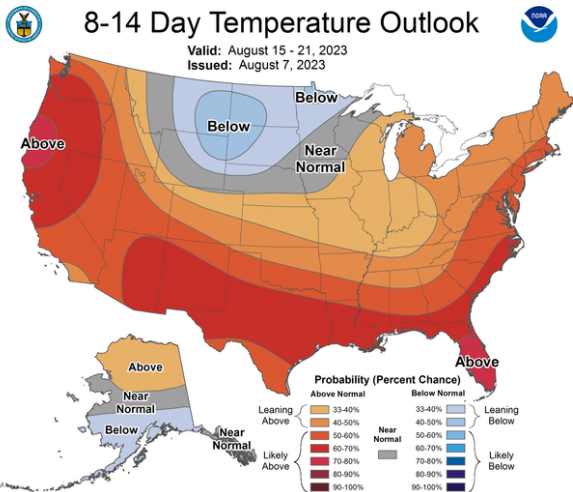 8-14 Day Temperature Outlook
Valid: August 15 - 21, 2023
Issued: August 7, 2023
NOAA
Below
Below
Above
Near
Normal
Above
Above
Near
Normal
Below
Near
Normal
Probability (Percent Chance)
Above Normal
Below Normal
Leaning
Above
33-40%
40-50%
50-60%
60-70%
70-80%
80-90%
90-100%
Likely
Above
Near
Normal
33-40%
40-50%
50-60%
60-70%
70-80%
80-90%
90-100%
Leaning
Below
Likely
Below